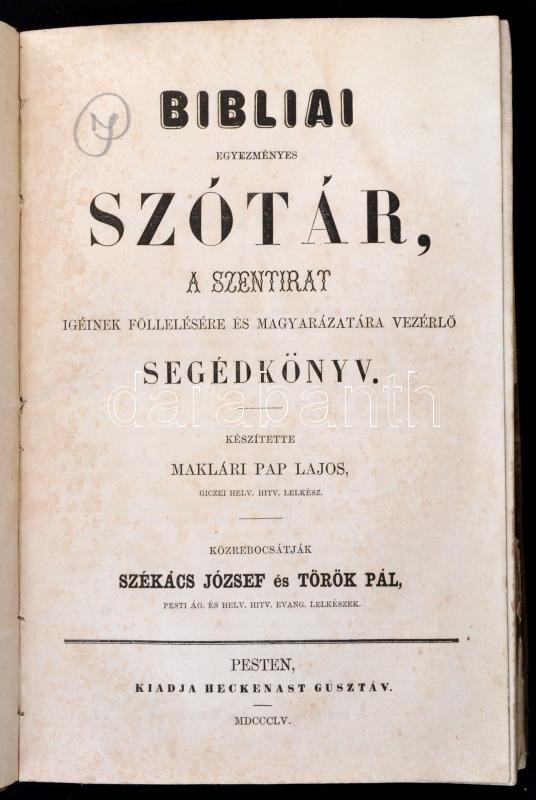 BIBLIAI
EGYEZMÉNYES
SZÓTÁR,
A SZENTIRAT
IGÉINEK FÖLLELÉSÉRE ÉS MAGYARÁZATÁRA VEZÉRLŐ
SEGÉDKÖNYV.
darabanth
KÉSZÍTETTE
MAKLÁRI PAP LAJOS,
GICZEI HELV. HITV. LELKÉSZ.
KÖZREBOCSÁTJÁK
SZÉKÁCS JÓZSEF és TÖRÖK PÁL,
PESTI ÁG. ÉS HELV. HITV. EVANG. LELKÉSZEK.
PESTEN,
KIADJA HECKENAST GUSZTÁV.
MDCCCLV.